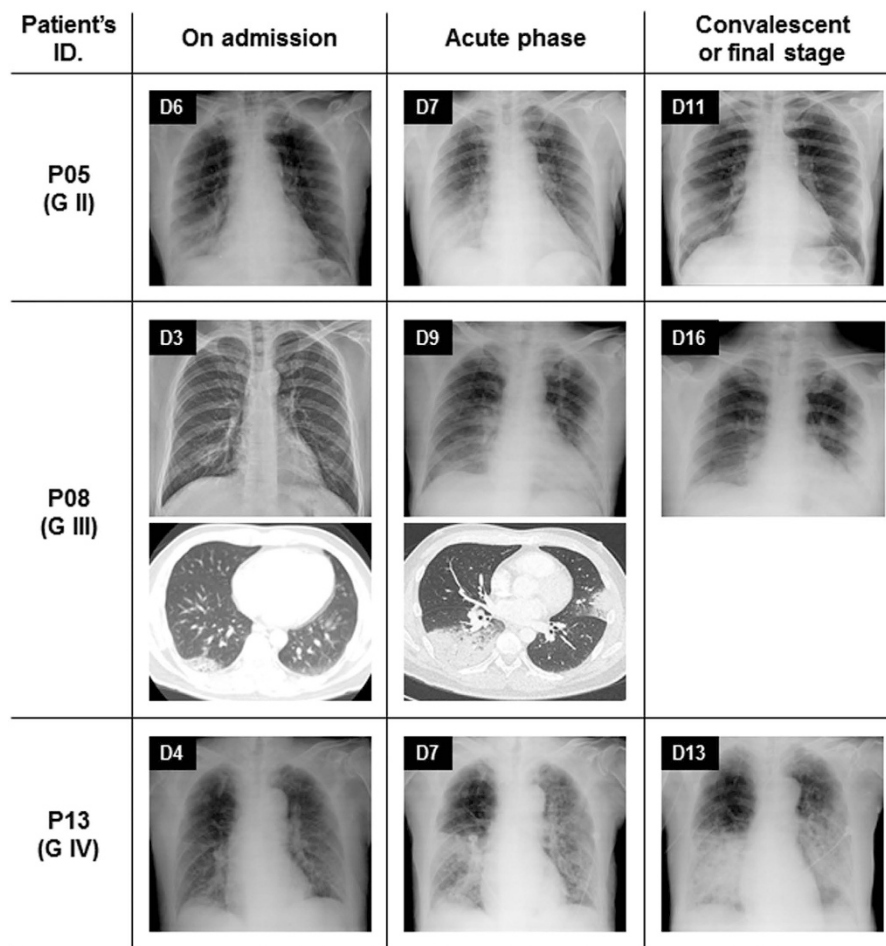 Patient's
ID.
On admission
Acute phase
Convalescent
or final stage
P05
(G II)
D6
D7
D11
P08
(G III)
D3
D9
D16
P13
(G IV)
D4
D7
D13